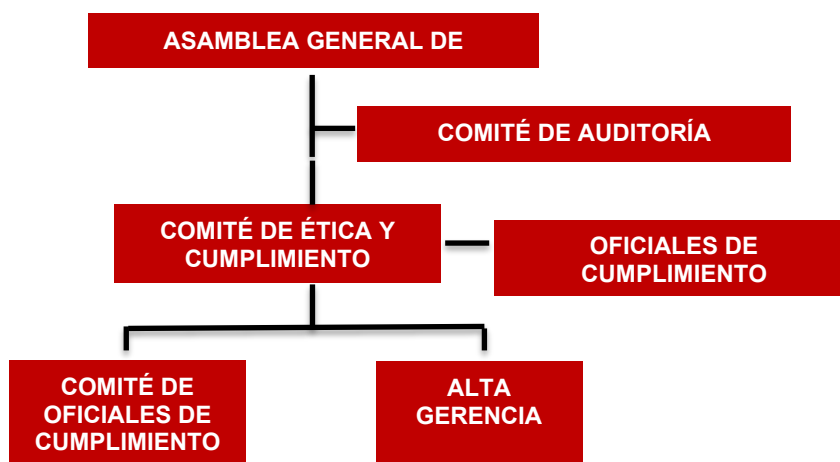 ASAMBLEA GENERAL DE
COMITÉ DE AUDITORÍA
COMITÉ DE ÉTICA Y
CUMPLIMIENTO
OFICIALES DE
CUMPLIMIENTO
COMITÉ DE
OFICIALES DE
CUMPLIMIENTO
ALTA
GERENCIA